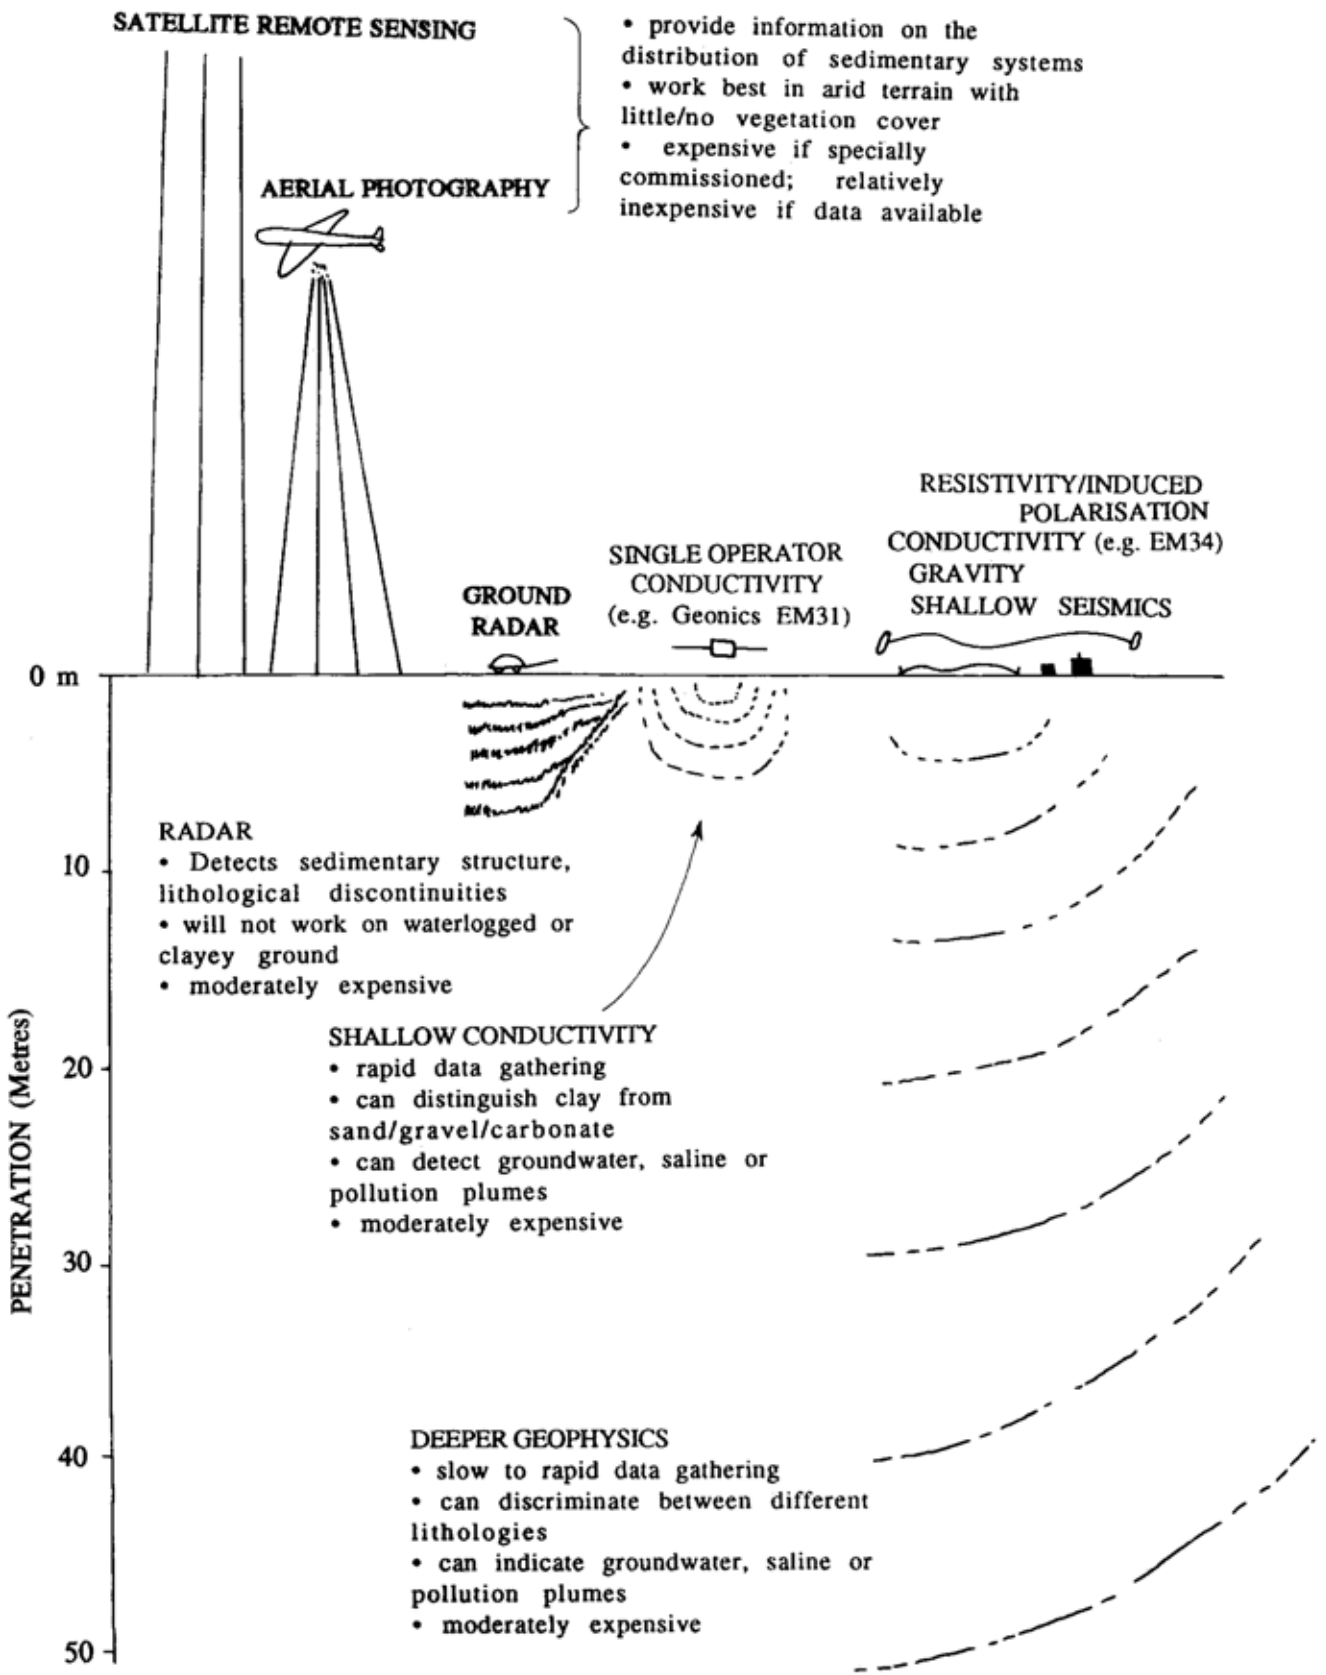 SATELLITE REMOTE SENSING
• provide information on the
distribution of sedimentary systems
• work best in arid terrain with
little/no vegetation cover
• expensive if specially
commissioned; relatively
inexpensive if data available
AERIAL PHOTOGRAPHY
RESISTIVITY/INDUCED
POLARISATION
CONDUCTIVITY (e.g. EM34)
GRAVITY
SHALLOW SEISMICS
SINGLE OPERATOR
CONDUCTIVITY
(e.g. Geonics EM31)
GROUND
RADAR
0 m
RADAR
• Detects sedimentary structure,
lithological discontinuities
• will not work on waterlogged or
clayey ground
• moderately expensive
10
SHALLOW CONDUCTIVITY
• rapid data gathering
• can distinguish clay from
sand/gravel/carbonate
• can detect groundwater, saline or
pollution plumes
• moderately expensive
20
PENETRATION (Metres)
30
DEEPER GEOPHYSICS
• slow to rapid data gathering
• can discriminate between different
lithologies
• can indicate groundwater, saline or
pollution plumes
• moderately expensive
40
50